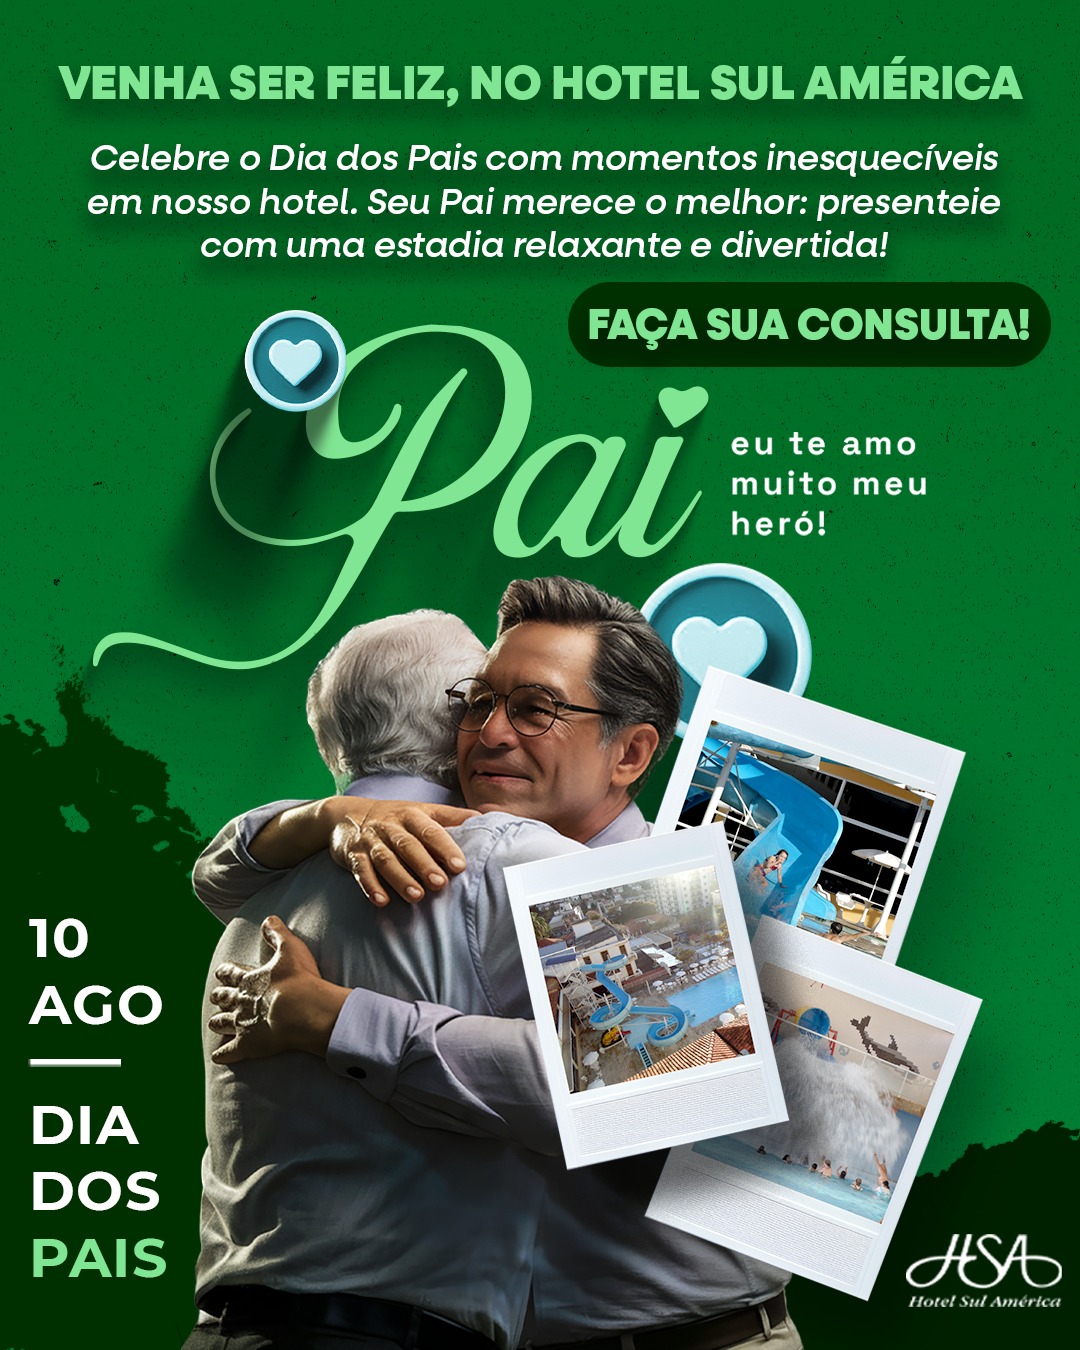 VENHA SER FELIZ, NO HOTEL SUL AMÉRICA
Celebre o Dia dos Pais com momentos inesquecíveis
em nosso hotel. Seu Pai merece o melhor: presenteie
com uma estadia relaxante e divertida!
FAÇA SUA CONSULTA!
Pai
eu te amo
muito meu
heró!
10
AGO
DIA
DOS
PAIS
HSA
Hotel Sul América